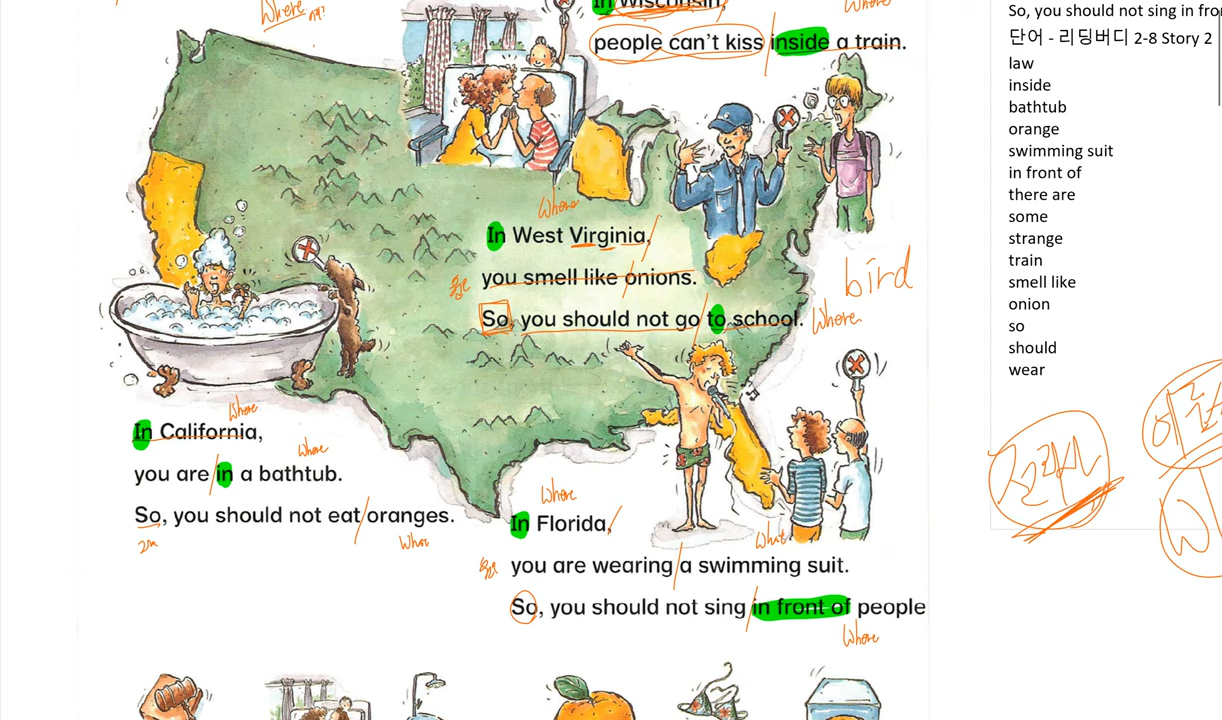 Where
In Wisconsin,
Where
people can't kiss inside a train.
Where
In West Virginia,
you smell like onions.
So, you should not go to school.
Where
bird
Where
In California,
Where
you are in a bathtub.
So, you should not eat oranges.
What
Where
In Florida,
What
you are wearing a swimming suit.
So, you should not sing in front of people
Where
So, you should not sing in fro
단어 - 리딩버디 2-8 Story 2
law
inside
bathtub
orange
swimming suit
in front of
there are
some
strange
train
smell like
onion
so
should
wear